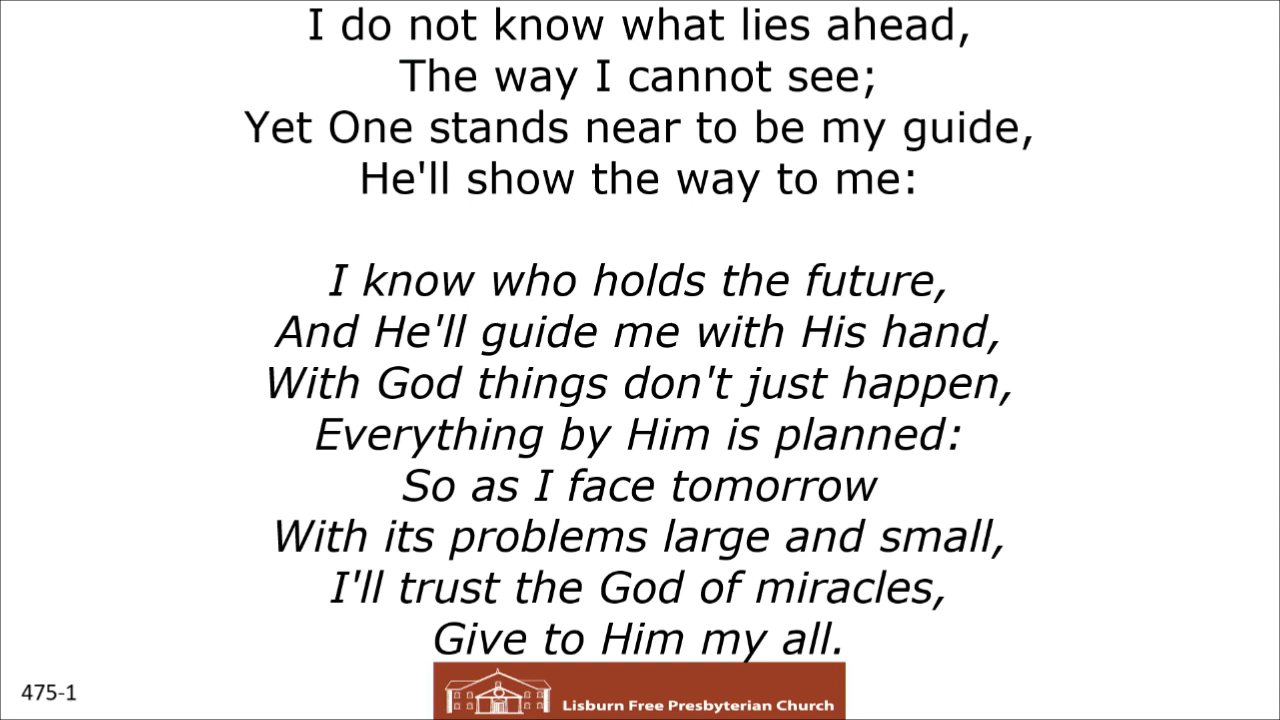 I do not know what lies ahead,
The way I cannot see;
Yet One stands near to be my guide,
He'll show the way to me:
I know who holds the future,
And He'll guide me with His hand,
With God things don't just happen,
Everything by Him is planned:
So as I face tomorrow
With its problems large and small,
I'll trust the God of miracles,
Give to Him my all.
475-1
Lisburn Free Presbyterian Church